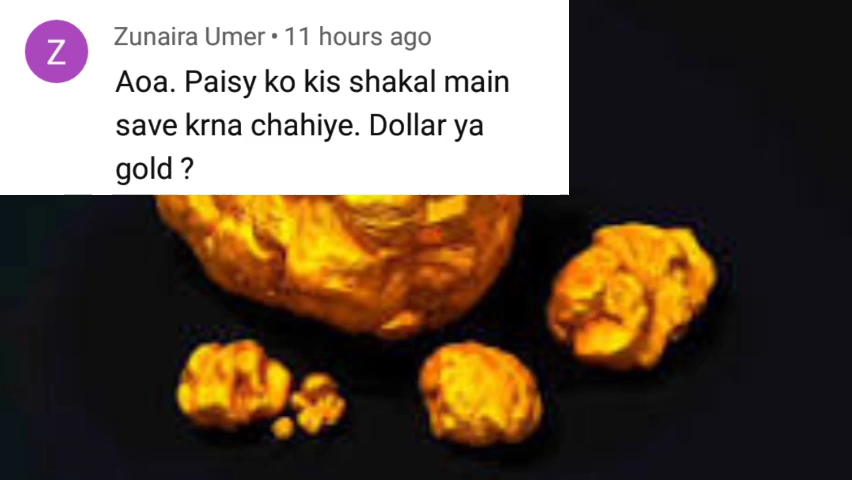 Z
Zunaira Umer • 11 hours ago
Aoa. Paisy ko kis shakal main
save krna chahiye. Dollar ya
gold ?